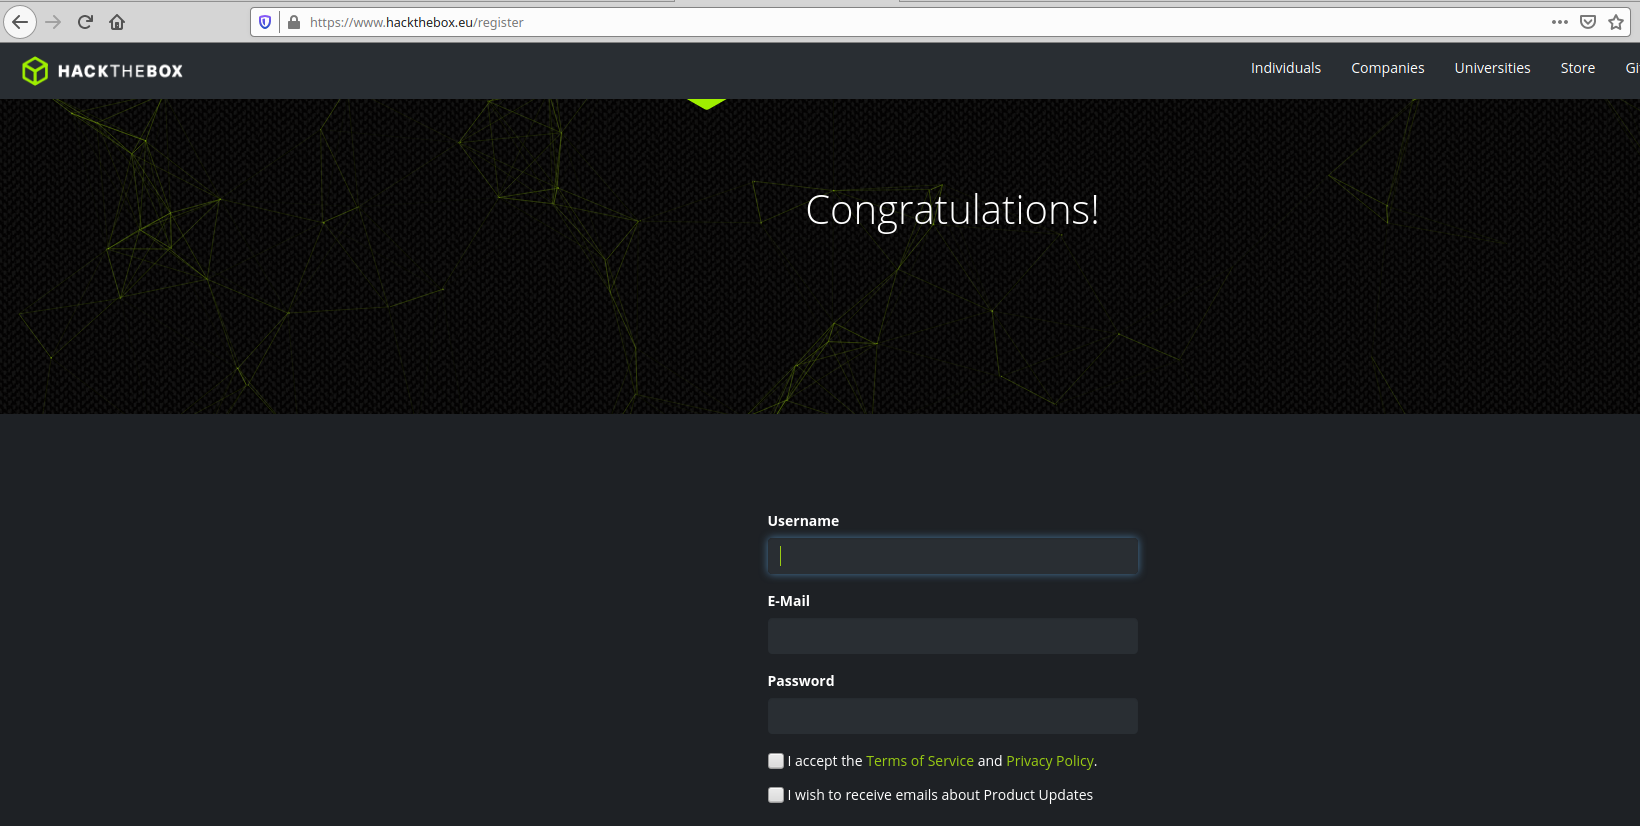 https://www.hackthebox.eu/register
HACKTHEBOX
Individuals Companies Universities Store Gi
Congratulations!
Username
E-Mail
Password
I accept the Terms of Service and Privacy Policy.
I wish to receive emails about Product Updates